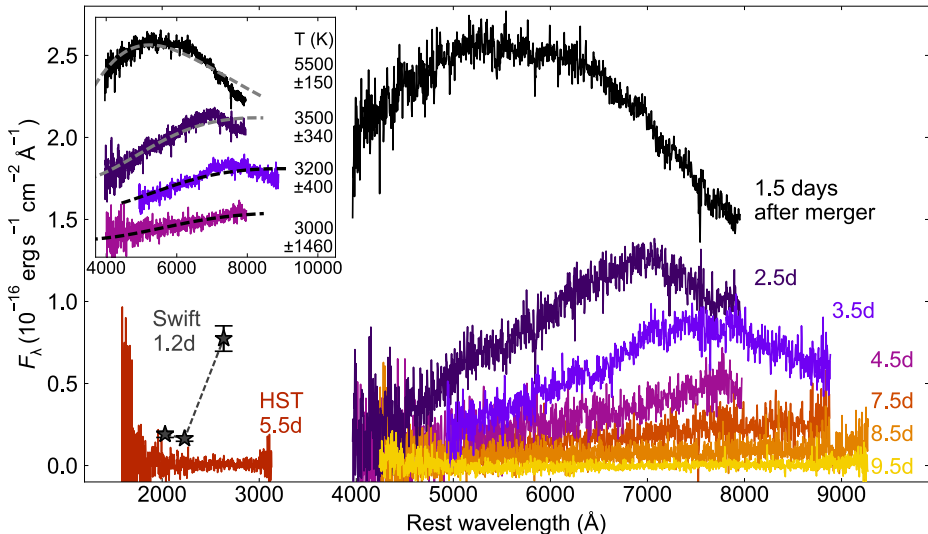 T (K)
5500
±150
3500
±340
3200
±400
3000
±1460
4000 6000 8000 10000
2.5
2.0
1.5
1.0
0.5
0.0
Fλ (10⁻¹⁶ erg s⁻¹ cm⁻² Å⁻¹)
1.5 days
after merger
2.5d
3.5d
4.5d
7.5d
8.5d
9.5d
Swift
1.2d
HST
5.5d
2000 3000 4000 5000 6000 7000 8000 9000
Rest wavelength (Å)